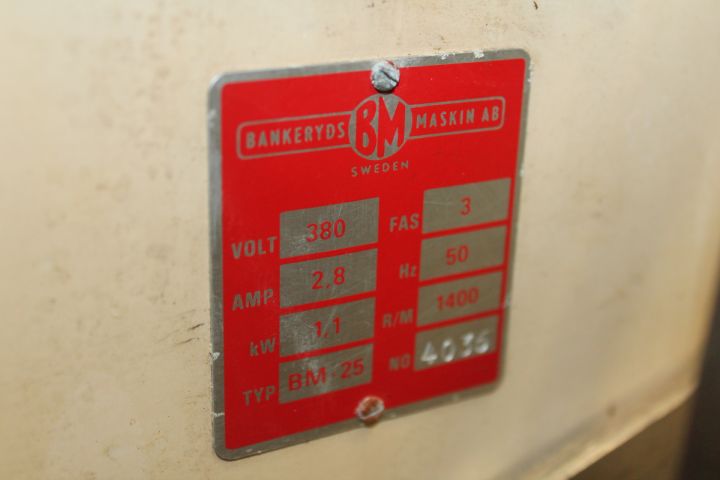 BANKERYDS BM MASKIN AB
SWEDEN
VOLT 380 FAS 3
AMP. 2,8 Hz 50
kW 1,1 R/M 1400
TYP BM 25 NO 4036